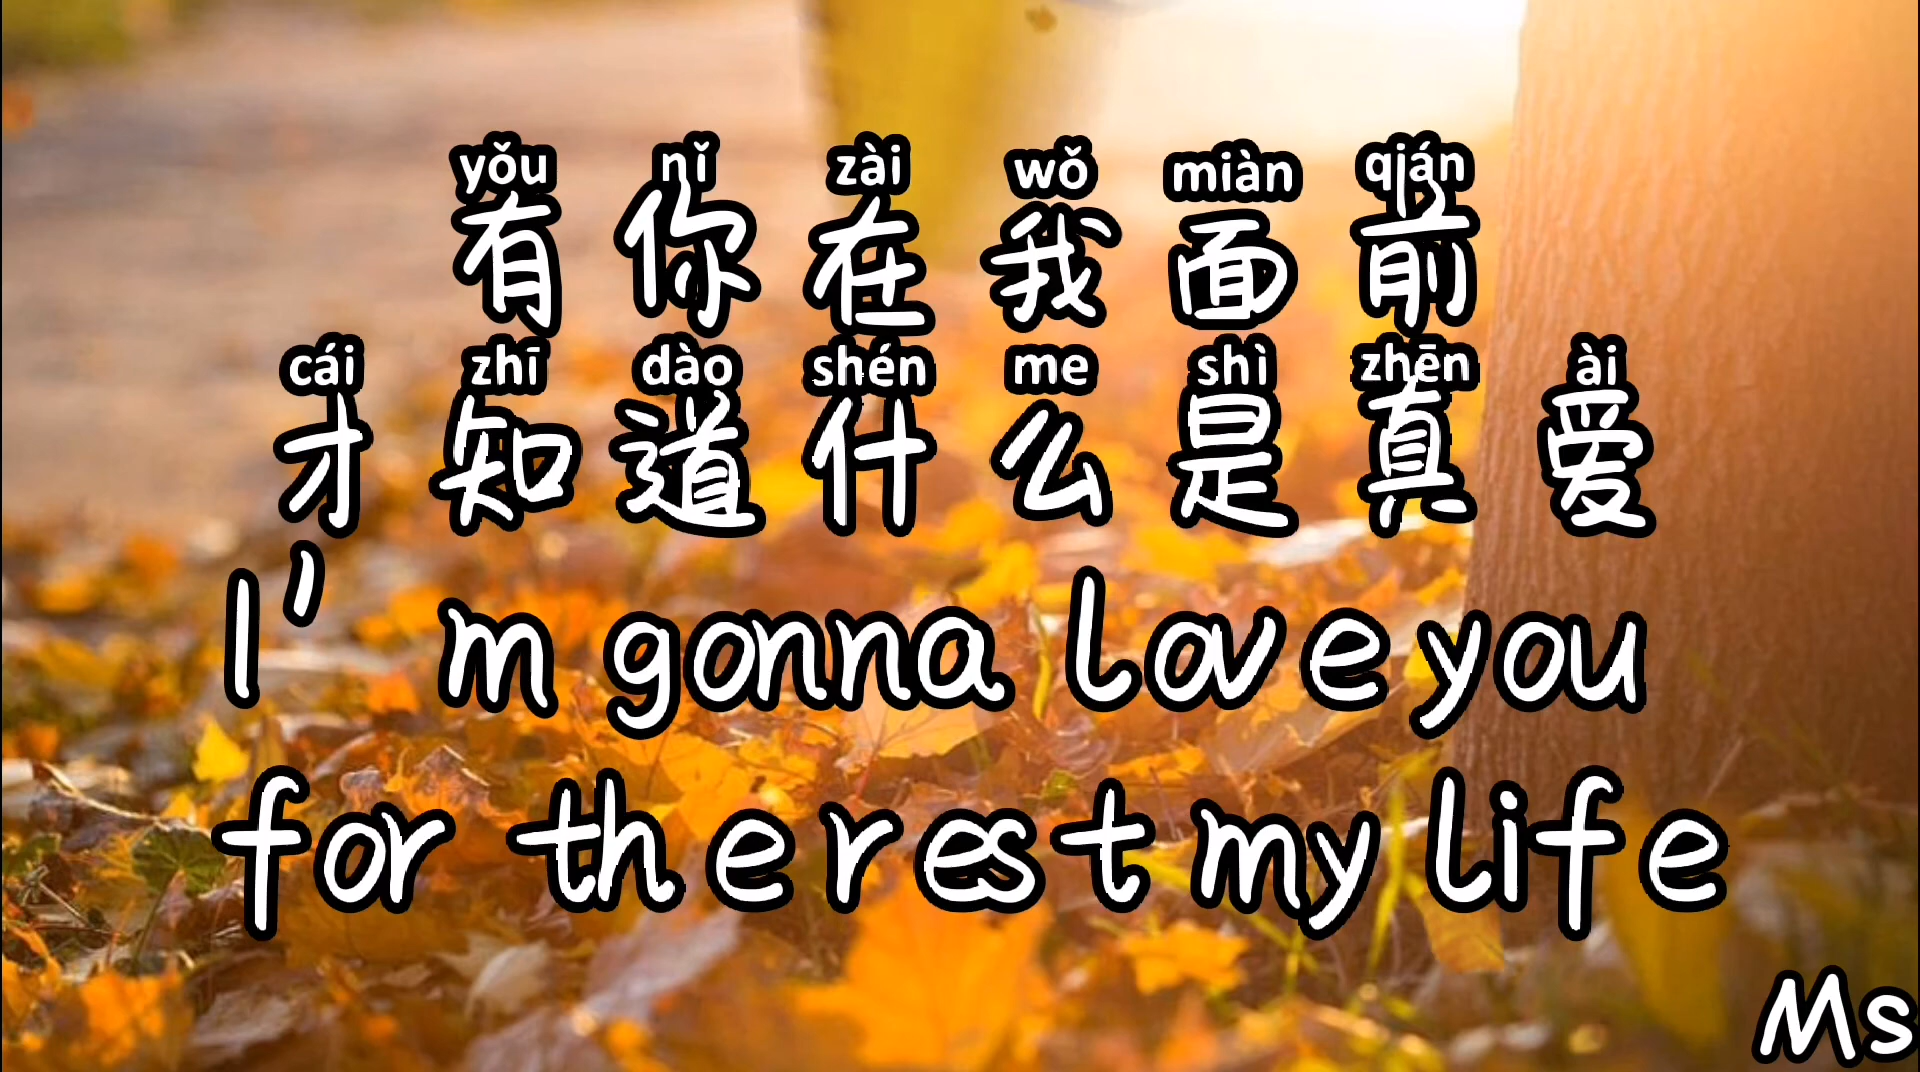 yǒu nǐ zài wǒ miàn qián
有你在我面前
cái zhī dào shén me shì zhēn ài
才知道什么是真爱
I'm gonna love you
for the rest my life
Ms